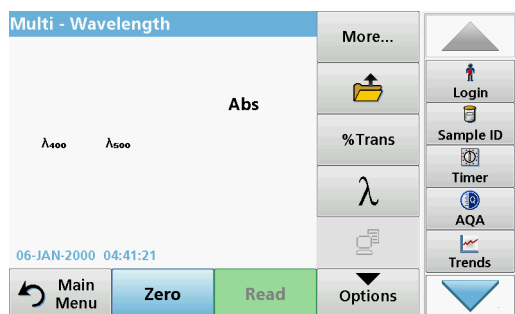 Multi - Wavelength
More...
Login
Abs
%Trans
Sample ID
λ400 λ500
Timer
λ
AQA
06-JAN-2000 04:41:21
Trends
Main Menu
Zero
Read
Options